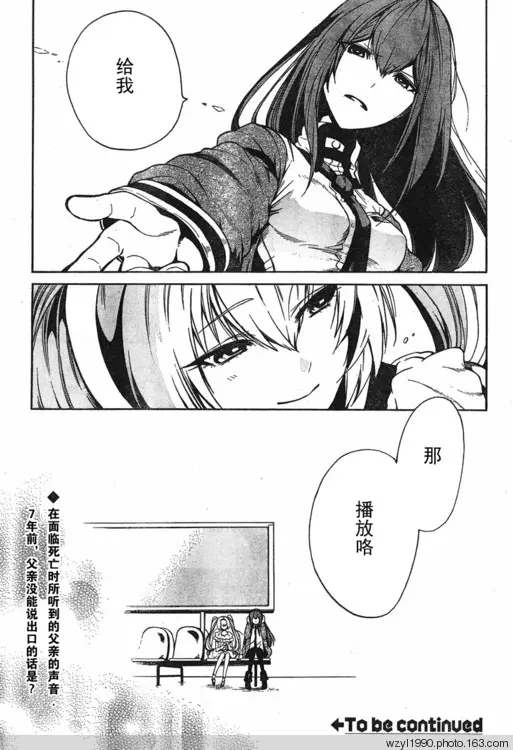 给我
那
播放咯
◆在面临死亡时所听到的父亲的声音．
7年前，父亲没能说出口的话是？
←To be continued
wzyl1990.photo.163.com